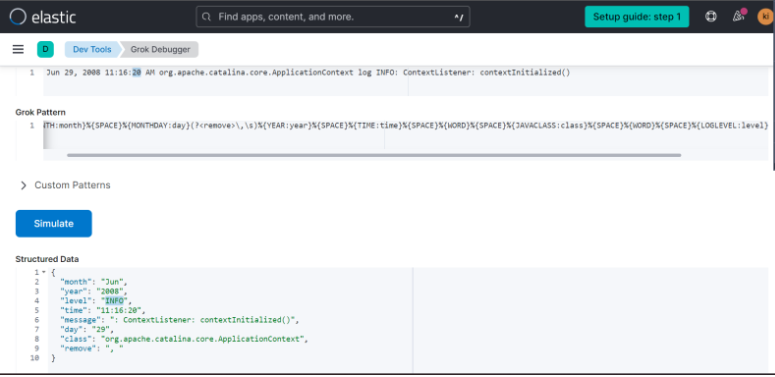 elastic
Find apps, content, and more.
^/
Setup guide: step 1
ki
D
Dev Tools
Grok Debugger
1 Jun 29, 2008 11:16:20 AM org.apache.catalina.core.ApplicationContext log INFO: ContextListener: contextInitialized()
Grok Pattern
1 ITH:month}%{SPACE}%{MONTHDAY:day}(?<remove>\,\s)%{YEAR:year}%{SPACE}%{TIME:time}%{SPACE}%{WORD}%{SPACE}%{JAVACLASS:class}%{SPACE}%{WORD}%{SPACE}%{LOGLEVEL:level}
Custom Patterns
Simulate
Structured Data
1 {
2 "month": "Jun",
3 "year": "2008",
4 "level": "INFO",
5 "time": "11:16:20",
6 "message": ": ContextListener: contextInitialized()",
7 "day": "29",
8 "class": "org.apache.catalina.core.ApplicationContext",
9 "remove": ", "
10 }